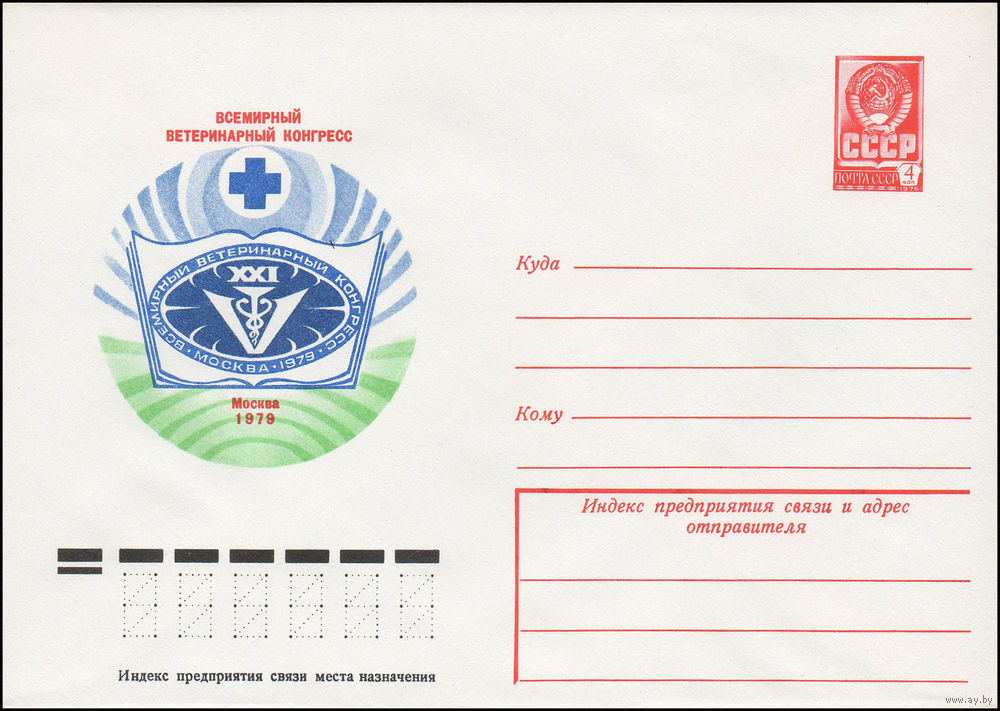 ВСЕМИРНЫЙ
ВЕТЕРИНАРНЫЙ КОНГРЕСС
XXI
ВСЕМИРНЫЙ ВЕТЕРИНАРНЫЙ КОНГРЕСС
• МОСКВА • 1979 •
Москва
1979
СССР
ПОЧТА СССР
4
КОП
1976
Куда
Кому
Индекс предприятия связи и адрес
отправителя
Индекс предприятия связи места назначения
www.ay.by